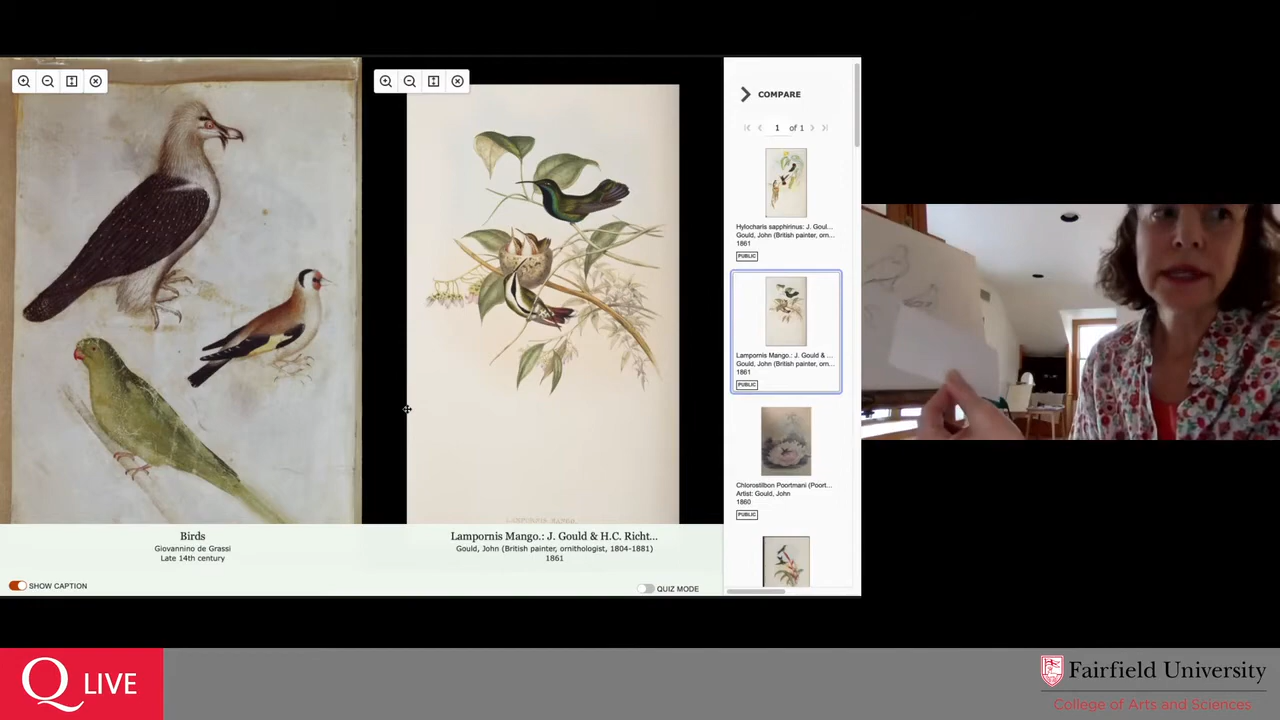 COMPARE
1 of 1
Hylocharis sapphirinus: J. Goul...
Gould, John (British painter, orn...
1861
PUBLIC
Lampornis Mango.: J. Gould & ...
Gould, John (British painter, orn...
1861
PUBLIC
Chlorostilbon Poortmani (Poort...
Artist: Gould, John
1860
PUBLIC
LAMPORNIS MANGO.
Birds
Giovannino de Grassi
Late 14th century
Lampornis Mango.: J. Gould & H.C. Richt...
Gould, John (British painter, ornithologist, 1804-1881)
1861
SHOW CAPTION
QUIZ MODE
Q LIVE
Fairfield University
College of Arts and Sciences